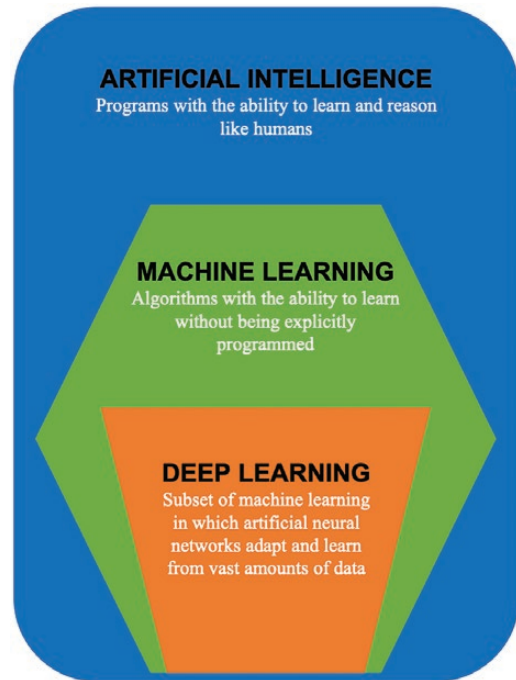 ARTIFICIAL INTELLIGENCE
Programs with the ability to learn and reason
like humans
MACHINE LEARNING
Algorithms with the ability to learn
without being explicitly
programmed
DEEP LEARNING
Subset of machine learning
in which artificial neural
networks adapt and learn
from vast amounts of data